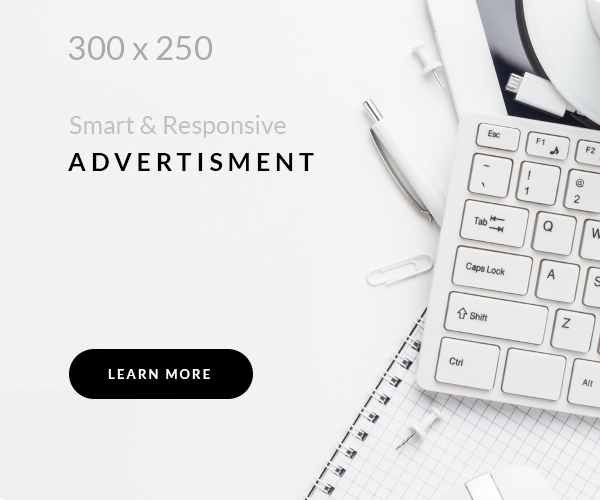 300 x 250
Smart & Responsive
ADVERTISMENT
LEARN MORE
Esc F1 F2
~ ! @
` 1 2
Tab Q W
Caps Lock A S
Shift Z
Ctrl Alt